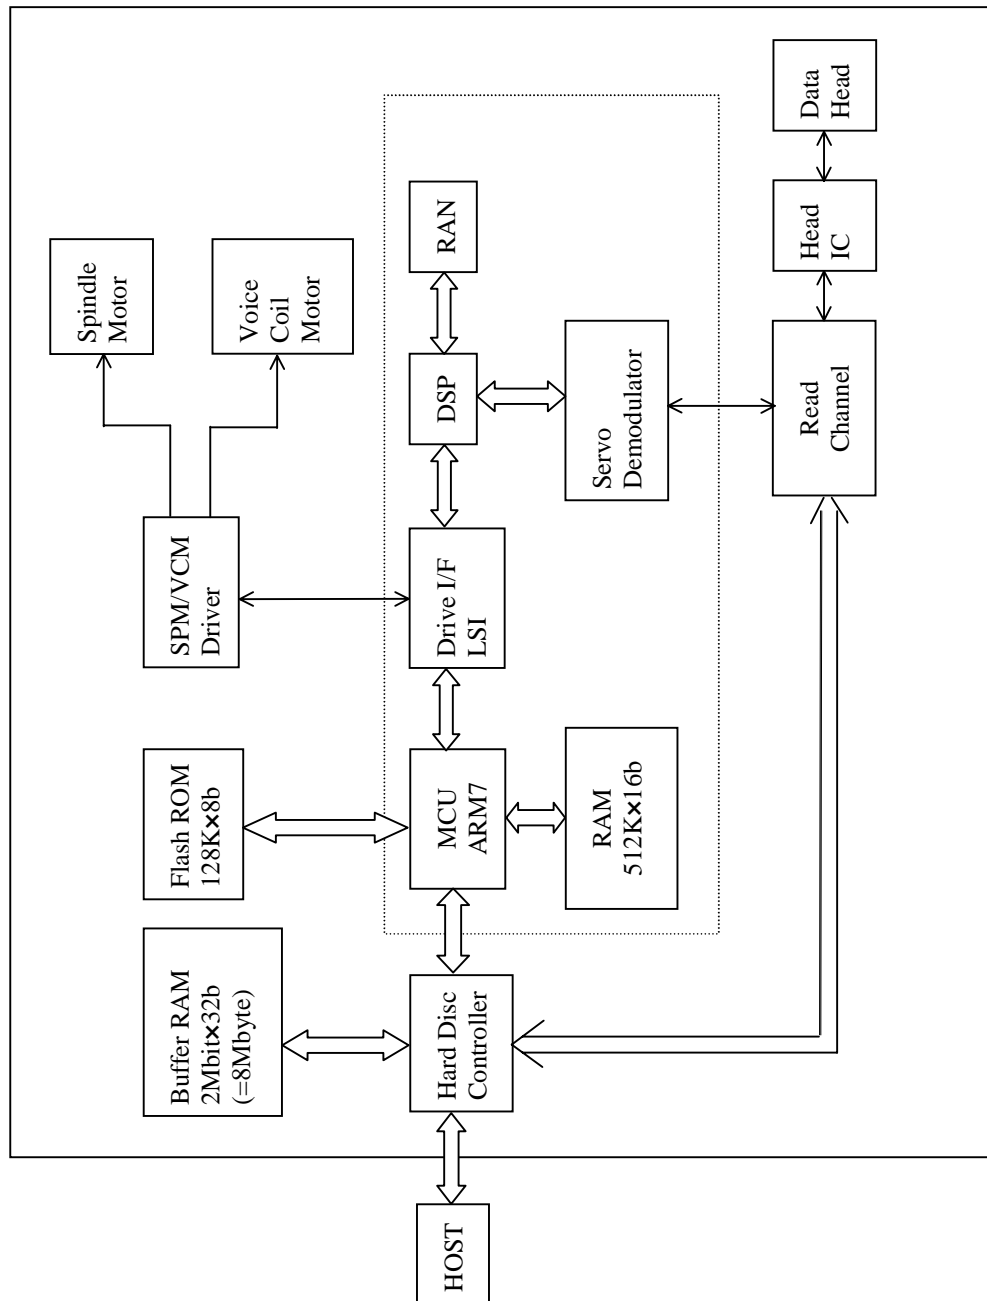 Buffer RAM
2Mbit×32b
(=8Mbyte)
Flash ROM
128K×8b
SPM/VCM
Driver
Spindle
Motor
Voice
Coil
Motor
HOST
Hard Disc
Controller
MCU
ARM7
Drive I/F
LSI
DSP
RAN
RAM
512K×16b
Servo
Demodulator
Read
Channel
Head
IC
Data
Head